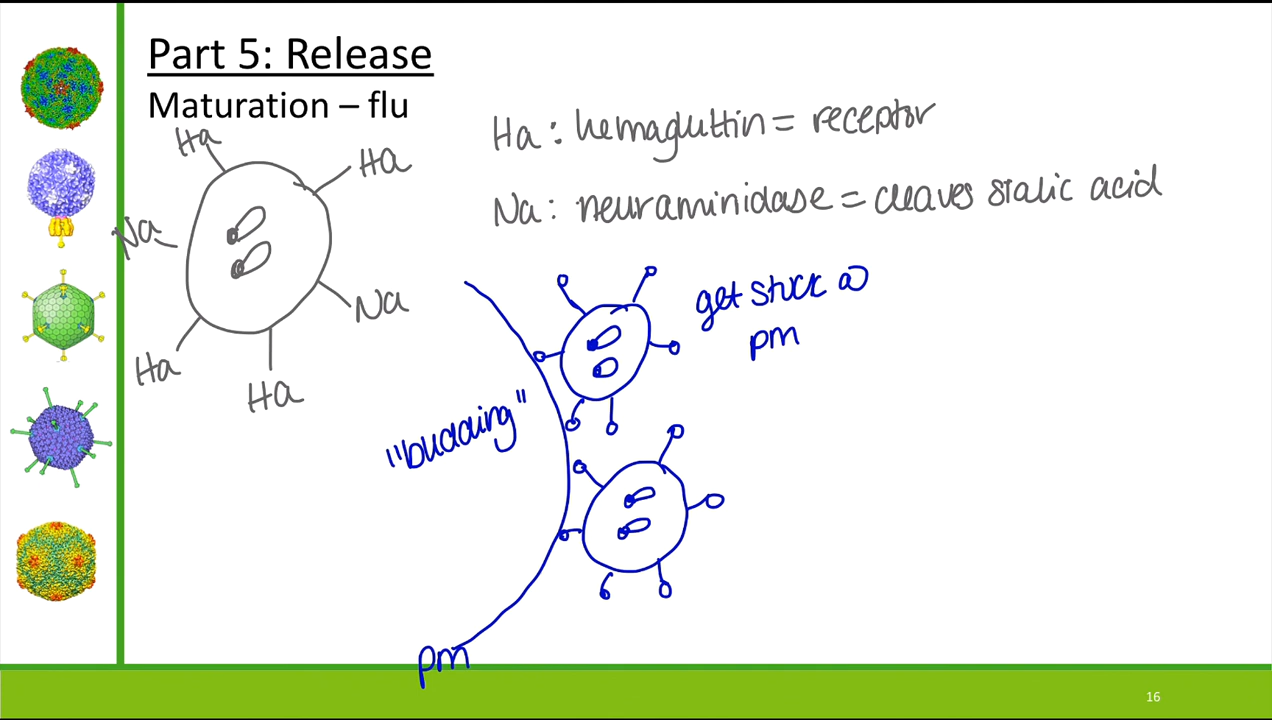 Part 5: Release
Maturation – flu
Ha: hemagluttin = receptor
Na: neuraminidase = cleaves sialic acid
Ha
Ha
Na
Na
Ha
Ha
get stuck @
pm
"budding"
pm
16